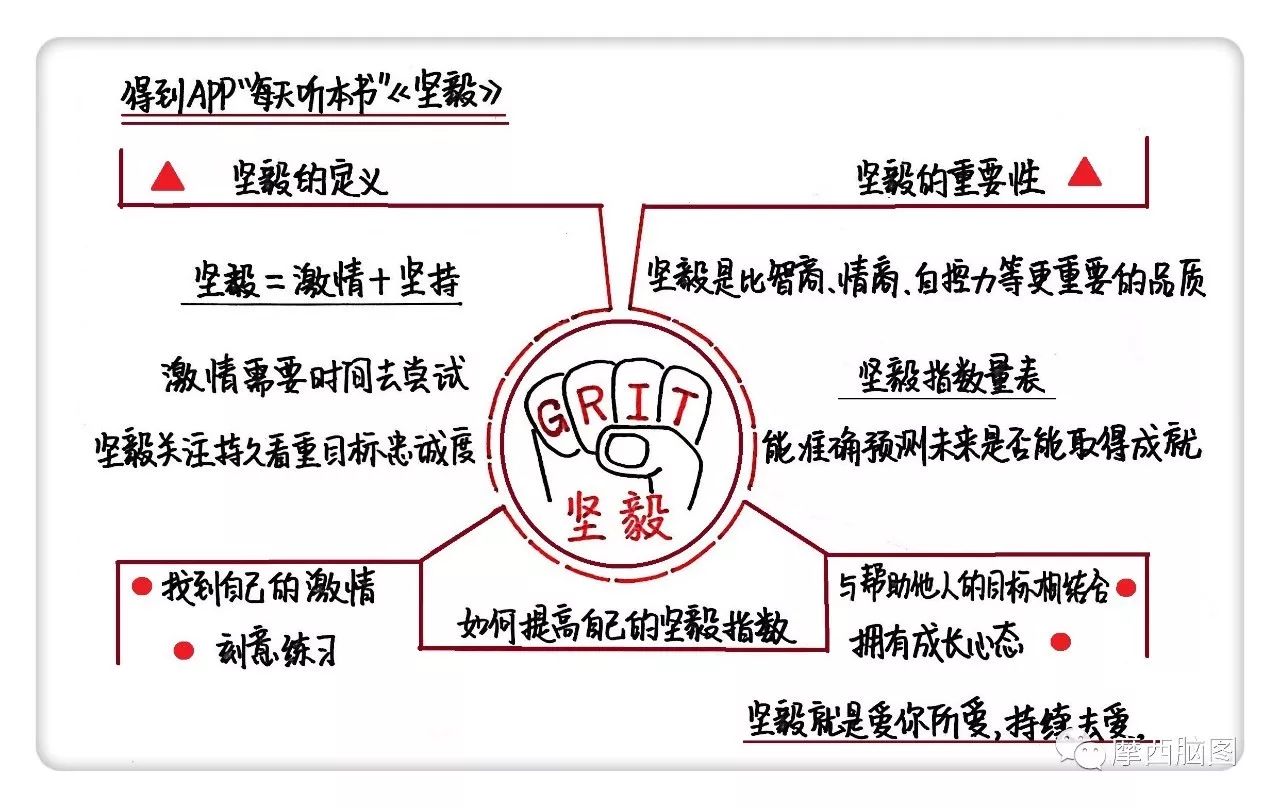 得到APP“每天听本书”《坚毅》
坚毅的定义
坚毅的重要性
坚毅=激情+坚持
坚毅是比智商、情商、自控力等更重要的品质
激情需要时间去尝试
坚毅指数量表
坚毅关注持久看重目标忠诚度
能准确预测未来是否能取得成就
GRIT
坚毅
找到自己的激情
刻意练习
如何提高自己的坚毅指数
与帮助他人的目标相结合
拥有成长心态
坚毅就是爱你所爱,持续去爱。
摩西脑图